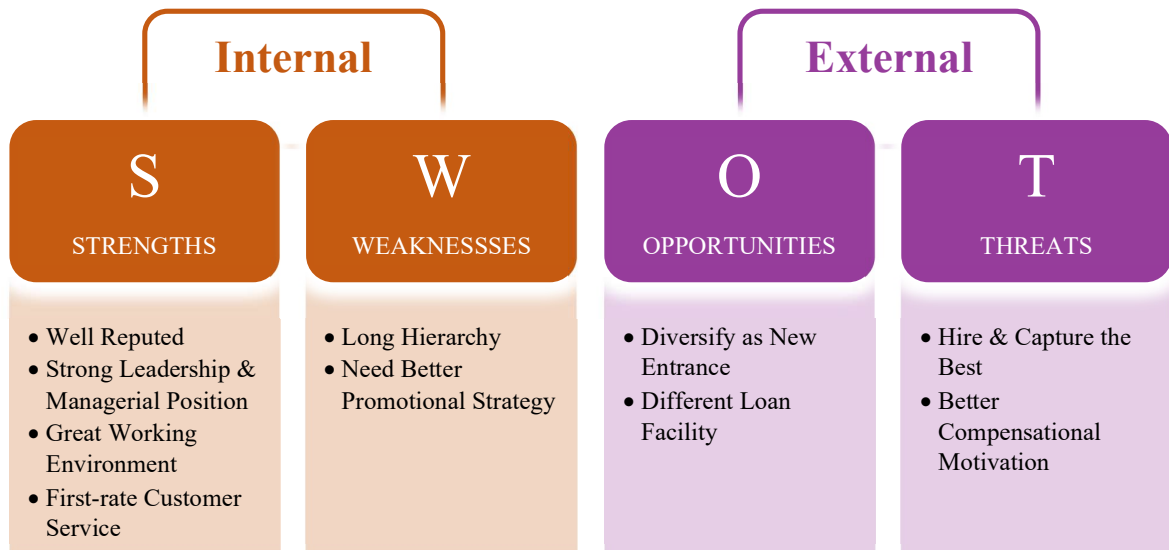 Internal
External
S
STRENGTHS
W
WEAKNESSSES
O
OPPORTUNITIES
T
THREATS
• Well Reputed
• Strong Leadership &
Managerial Position
• Great Working
Environment
• First-rate Customer
Service
• Long Hierarchy
• Need Better
Promotional Strategy
• Diversify as New
Entrance
• Different Loan
Facility
• Hire & Capture the
Best
• Better
Compensational
Motivation